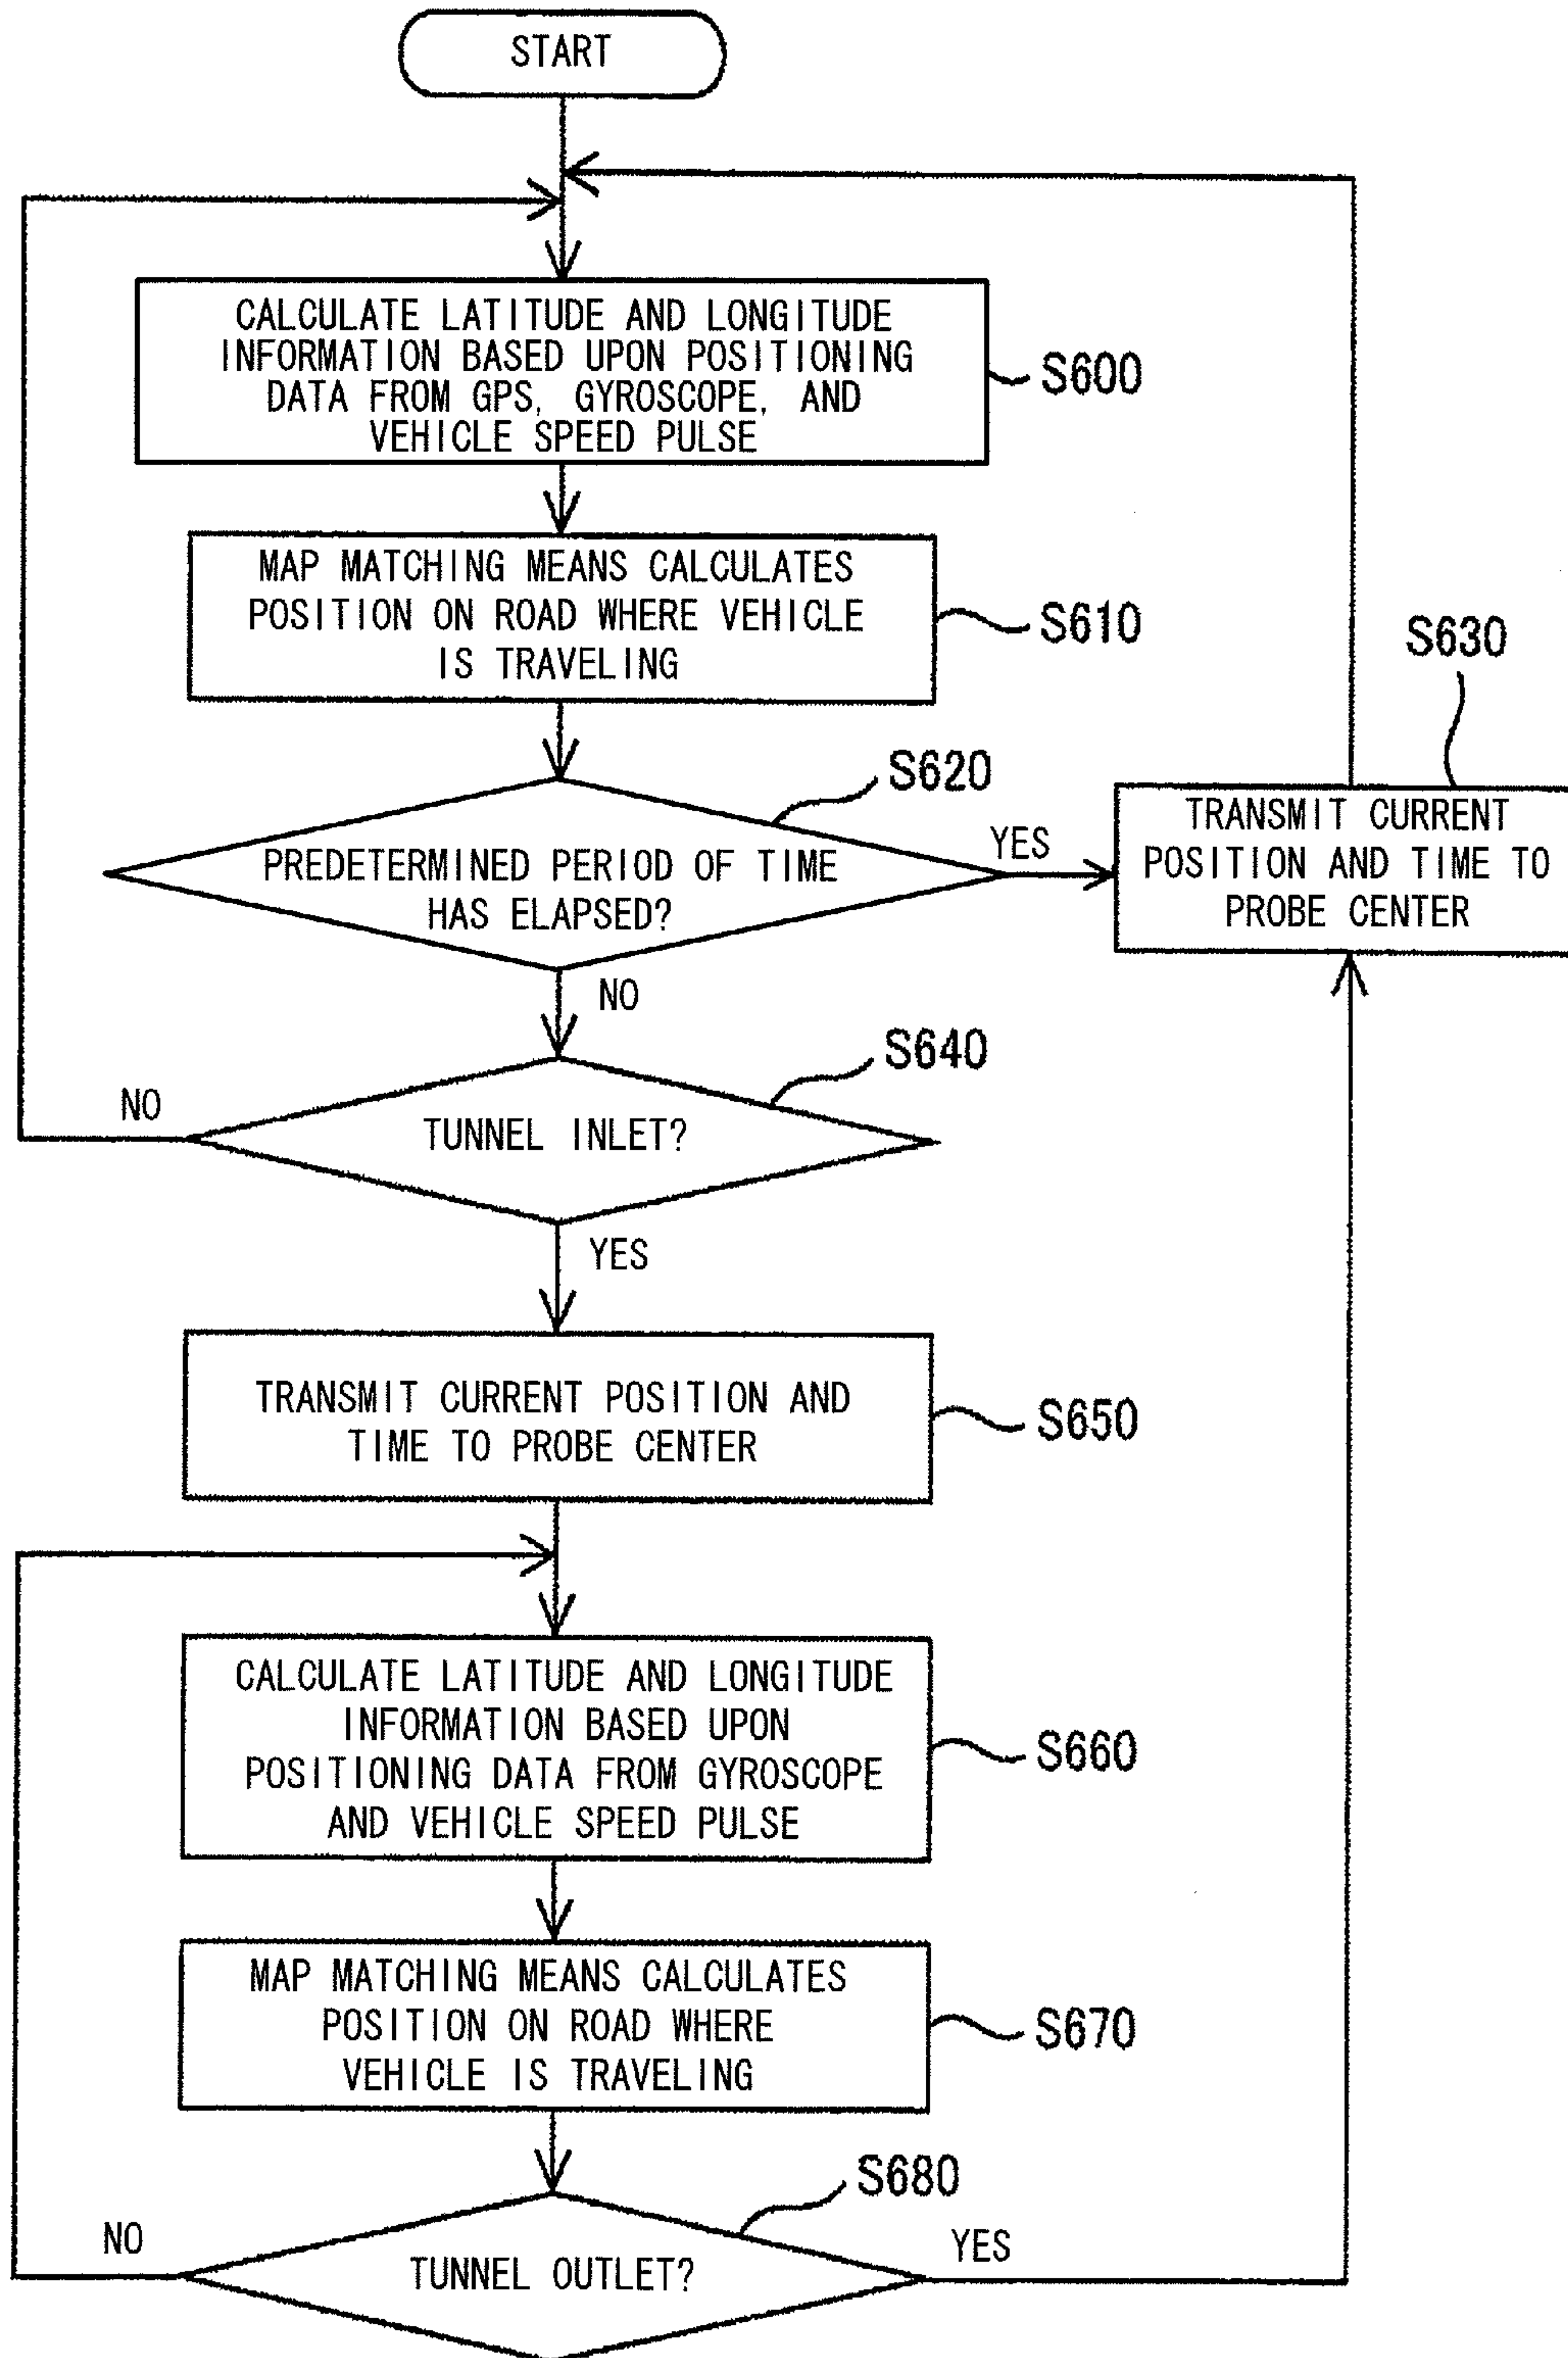 START
CALCULATE LATITUDE AND LONGITUDE
INFORMATION BASED UPON POSITIONING
DATA FROM GPS, GYROSCOPE, AND
VEHICLE SPEED PULSE
S600
MAP MATCHING MEANS CALCULATES
POSITION ON ROAD WHERE VEHICLE
IS TRAVELING
S610
S620
PREDETERMINED PERIOD OF TIME
HAS ELAPSED?
YES
S630
TRANSMIT CURRENT
POSITION AND TIME TO
PROBE CENTER
NO
S640
NO
TUNNEL INLET?
YES
TRANSMIT CURRENT POSITION AND
TIME TO PROBE CENTER
S650
CALCULATE LATITUDE AND LONGITUDE
INFORMATION BASED UPON
POSITIONING DATA FROM GYROSCOPE
AND VEHICLE SPEED PULSE
S660
MAP MATCHING MEANS CALCULATES
POSITION ON ROAD WHERE
VEHICLE IS TRAVELING
S670
S680
NO
TUNNEL OUTLET?
YES